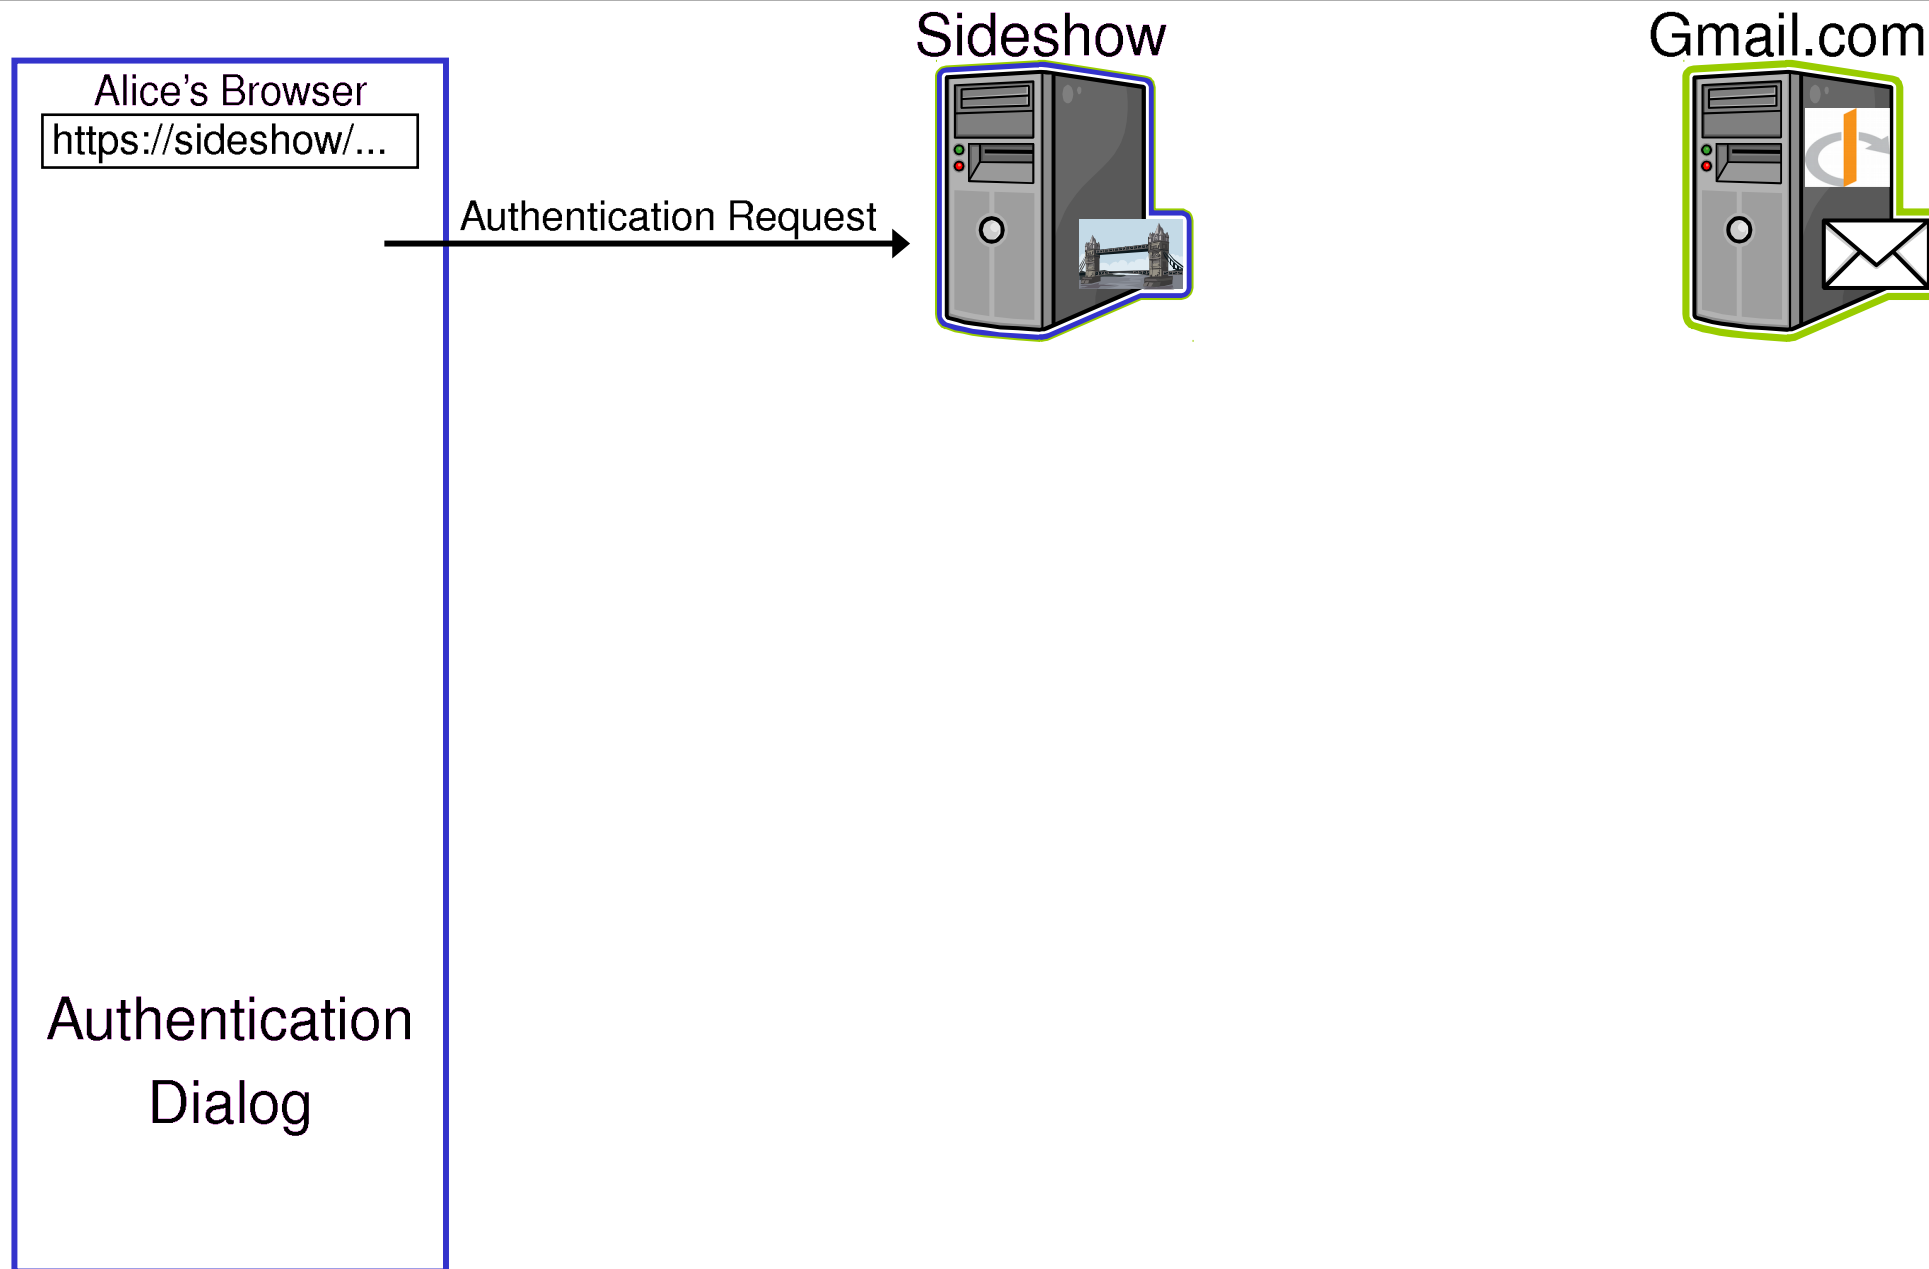 Sideshow
Gmail.com
Alice's Browser
https://sideshow/...
Authentication Request
Authentication
Dialog